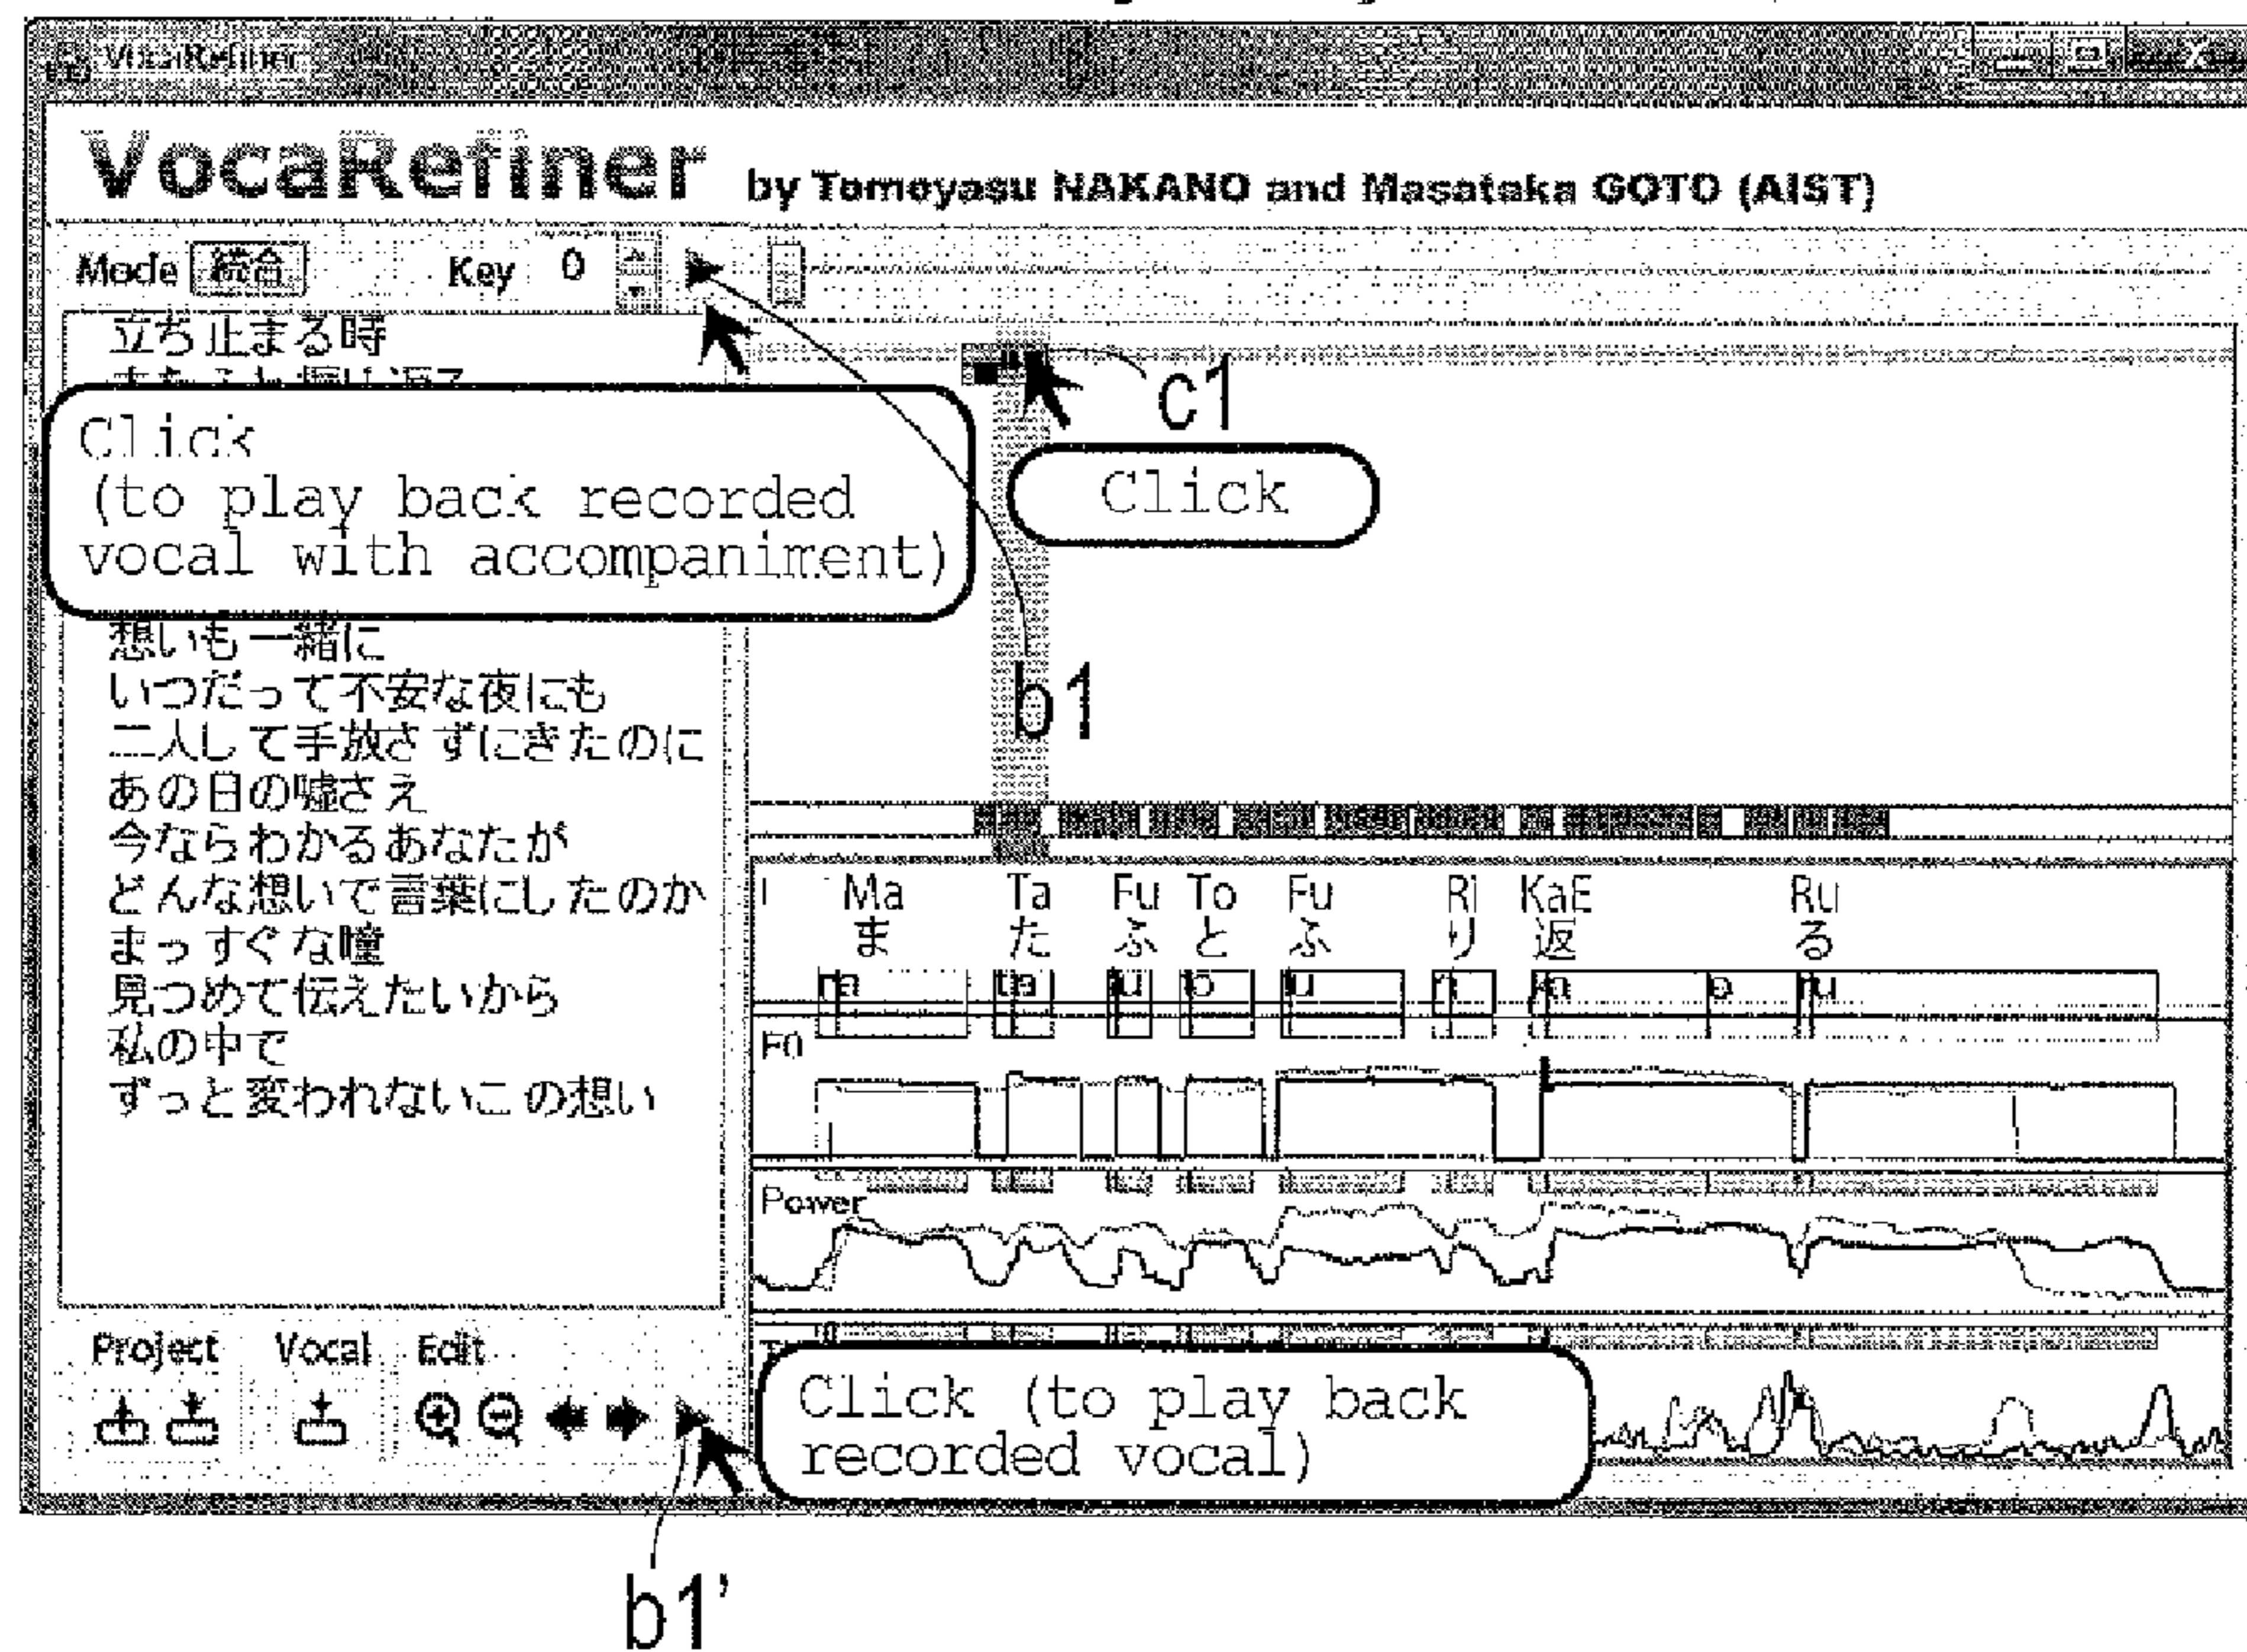 VocaRefiner
VocaRefiner by Tomoyasu NAKANO and Masataka GOTO (AIST)
Mode 統合 Key 0
立ち止まる時
Click
(to play back recorded
vocal with accompaniment)
c1
Click
b1
想いも一緒に
いつだって不安な夜にも
二人して手放さずにきたのに
あの日の嘘さえ
今ならわかるあなたが
どんな想いで言葉にしたのか
まっすぐな瞳
見つめて伝えたいから
私の中で
ずっと変われないこの想い
Ma Ta Fu To Fu Ri KaE Ru
ま た ふ と ふ り 返 る
F0
Power
Project Vocal Edit
Click (to play back
recorded vocal)
b1'